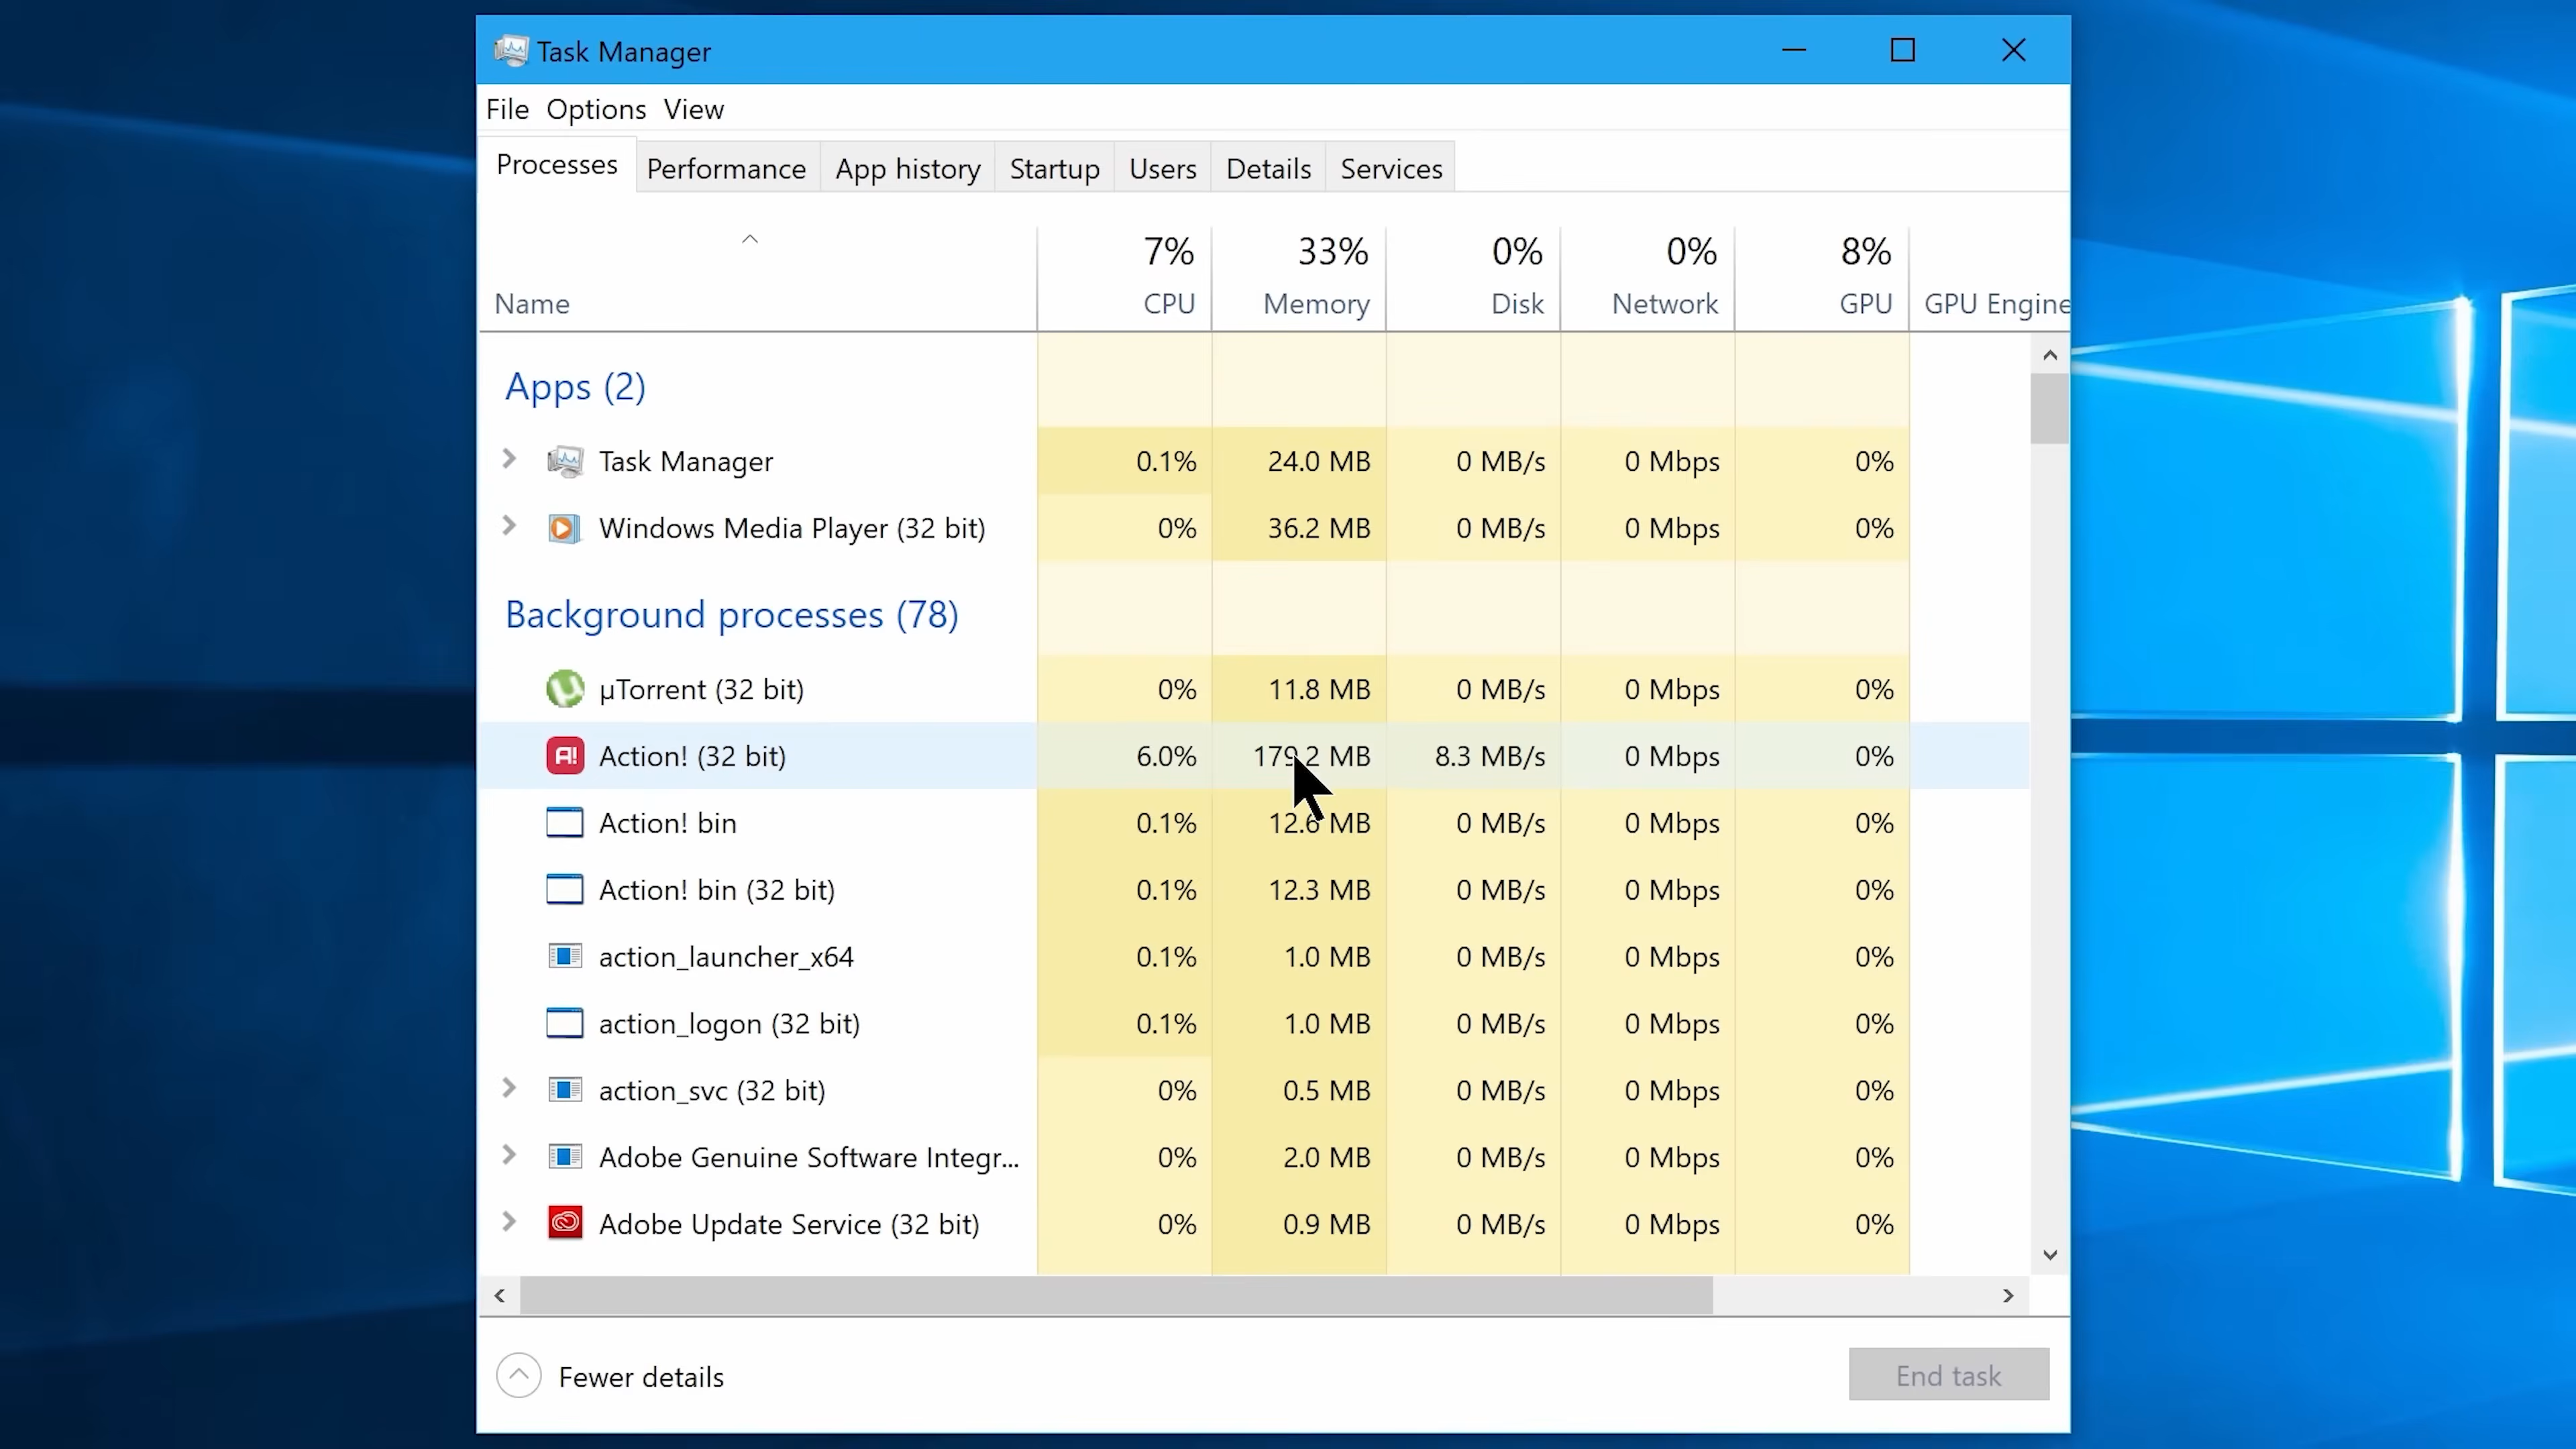 Task Manager
File Options View
Processes Performance App history Startup Users Details Services
7% 33% 0% 0% 8%
Name CPU Memory Disk Network GPU GPU Engine
Apps (2)
Task Manager 0.1% 24.0 MB 0 MB/s 0 Mbps 0%
Windows Media Player (32 bit) 0% 36.2 MB 0 MB/s 0 Mbps 0%
Background processes (78)
µTorrent (32 bit) 0% 11.8 MB 0 MB/s 0 Mbps 0%
A! Action! (32 bit) 6.0% 179.2 MB 8.3 MB/s 0 Mbps 0%
Action! bin 0.1% 12.6 MB 0 MB/s 0 Mbps 0%
Action! bin (32 bit) 0.1% 12.3 MB 0 MB/s 0 Mbps 0%
action_launcher_x64 0.1% 1.0 MB 0 MB/s 0 Mbps 0%
action_logon (32 bit) 0.1% 1.0 MB 0 MB/s 0 Mbps 0%
action_svc (32 bit) 0% 0.5 MB 0 MB/s 0 Mbps 0%
Adobe Genuine Software Integr... 0% 2.0 MB 0 MB/s 0 Mbps 0%
Adobe Update Service (32 bit) 0% 0.9 MB 0 MB/s 0 Mbps 0%
Fewer details End task